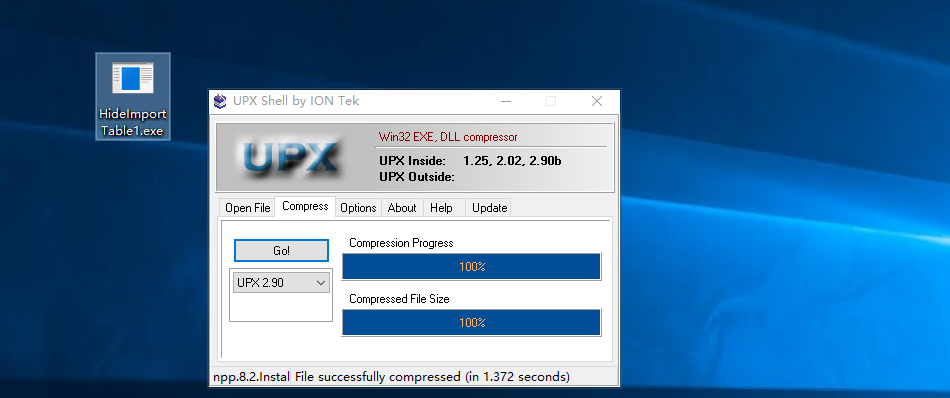 HideImport
Table1.exe
UPX Shell by ION Tek
UPX
Win32 EXE, DLL compressor
UPX Inside: 1.25, 2.02, 2.90b
UPX Outside:
Open File Compress Options About Help Update
Go!
Compression Progress
100%
UPX 2.90
Compressed File Size
100%
npp.8.2.Instal File successfully compressed (in 1.372 seconds)